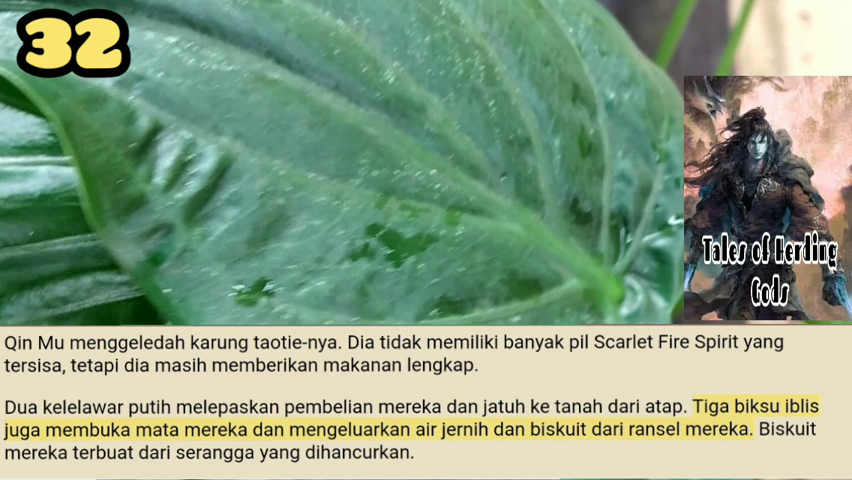 32
Tales of Herding
Gods
Qin Mu menggeledah karung taotie-nya. Dia tidak memiliki banyak pil Scarlet Fire Spirit yang
tersisa, tetapi dia masih memberikan makanan lengkap.
Dua kelelawar putih melepaskan pembelian mereka dan jatuh ke tanah dari atap. Tiga biksu iblis
juga membuka mata mereka dan mengeluarkan air jernih dan biskuit dari ransel mereka. Biskuit
mereka terbuat dari serangga yang dihancurkan.